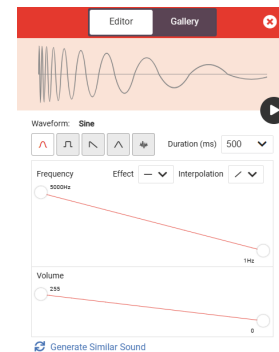 Editor Gallery
Waveform: Sine
Duration (ms) 500
Frequency Effect Interpolation
5000Hz
1Hz
Volume
255
0
Generate Similar Sound